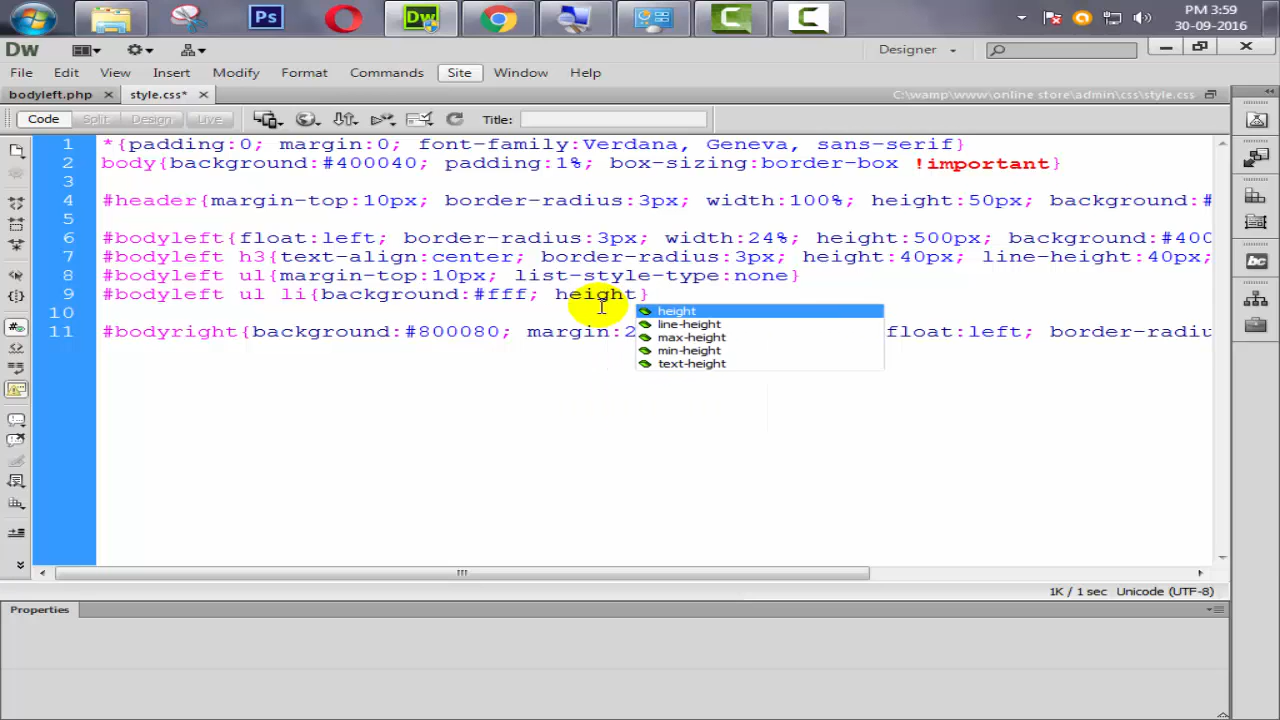 Ps
Dw
PM 3:59
30-09-2016
Dw
Designer
File Edit View Insert Modify Format Commands Site Window Help
bodyleft.php × style.css* × C:\wamp\www\online store\admin\css\style.css
Code Split Design Live Title:
1 *{padding:0; margin:0; font-family:Verdana, Geneva, sans-serif}
2 body{background:#400040; padding:1%; box-sizing:border-box !important}
3
4 #header{margin-top:10px; border-radius:3px; width:100%; height:50px; background:#
5
6 #bodyleft{float:left; border-radius:3px; width:24%; height:500px; background:#400
7 #bodyleft h3{text-align:center; border-radius:3px; height:40px; line-height:40px;
8 #bodyleft ul{margin-top:10px; list-style-type:none}
9 #bodyleft ul li{background:#fff; height}
10
11 #bodyright{background:#800080; margin:2 float:left; border-radiu
height
line-height
max-height
min-height
text-height
bc
1K / 1 sec Unicode (UTF-8)
Properties